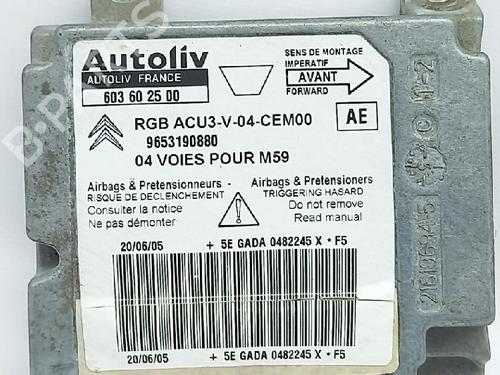 Autoliv
AUTOLIV FRANCE
603 60 25 00
SENS DE MONTAGE
IMPERATIF
AVANT
FORWARD
RGB ACU3-V-04-CEM00
AE
9653190880
04 VOIES POUR M59
Airbags & Pretensionneurs
RISQUE DE DECLENCHEMENT
Consulter la notice
Ne pas démonter
Airbags & Pretensioners
TRIGGERING HASARD
Do not remove
Read manual
20/06/05 + 5E GADA 0482245 X * F5
20/06/05 + 5E GADA 0482245 X * F5
B-PARTS